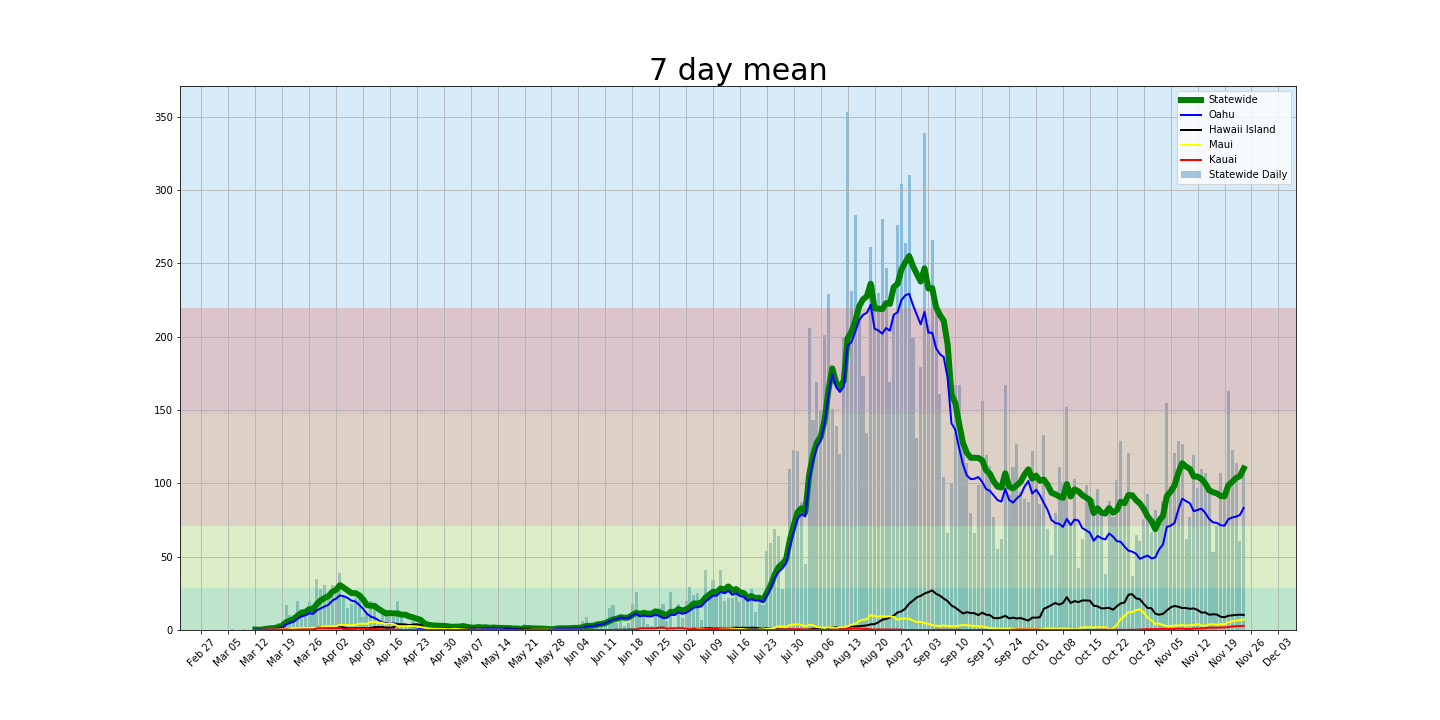 7 day mean
Statewide
Oahu
Hawaii Island
Maui
Kauai
Statewide Daily
350
300
250
200
150
100
50
0
Feb 27
Mar 05
Mar 12
Mar 19
Mar 26
Apr 02
Apr 09
Apr 16
Apr 23
Apr 30
May 07
May 14
May 21
May 28
Jun 04
Jun 11
Jun 18
Jun 25
Jul 02
Jul 09
Jul 16
Jul 23
Jul 30
Aug 06
Aug 13
Aug 20
Aug 27
Sep 03
Sep 10
Sep 17
Sep 24
Oct 01
Oct 08
Oct 15
Oct 22
Oct 29
Nov 05
Nov 12
Nov 19
Nov 26
Dec 03